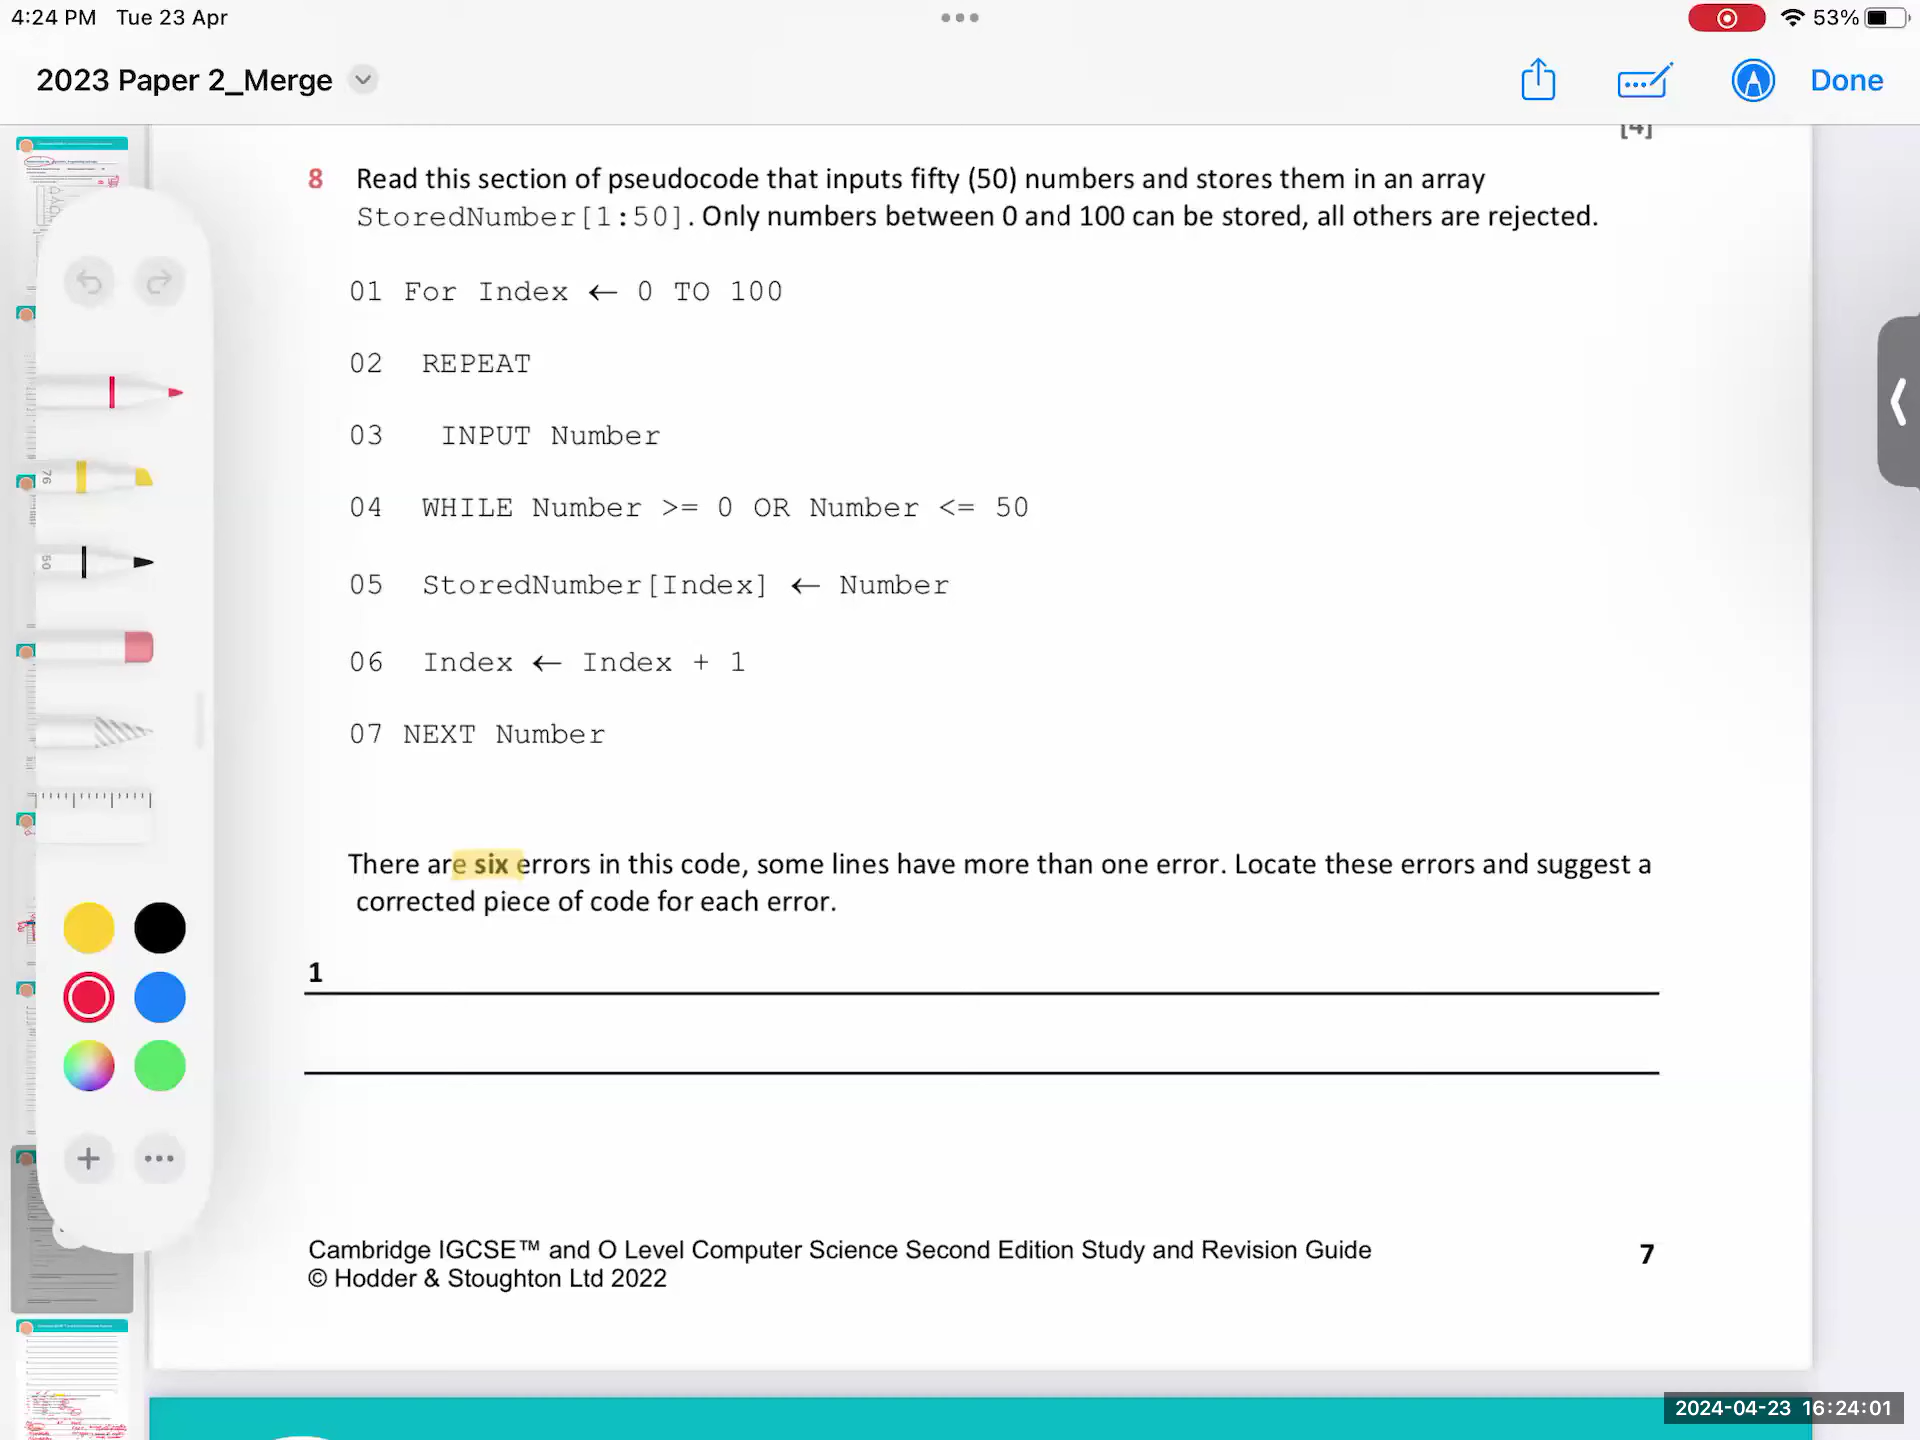 4:24 PM Tue 23 Apr
53%
2023 Paper 2_Merge
Done
[4]
8 Read this section of pseudocode that inputs fifty (50) numbers and stores them in an array
StoredNumber[1:50]. Only numbers between 0 and 100 can be stored, all others are rejected.
01 For Index ← 0 TO 100
02 REPEAT
03 INPUT Number
04 WHILE Number >= 0 OR Number <= 50
05 StoredNumber[Index] ← Number
06 Index ← Index + 1
07 NEXT Number
76
50
There are six errors in this code, some lines have more than one error. Locate these errors and suggest a
corrected piece of code for each error.
1
Cambridge IGCSE™ and O Level Computer Science Second Edition Study and Revision Guide
© Hodder & Stoughton Ltd 2022
7
2024-04-23 16:24:01